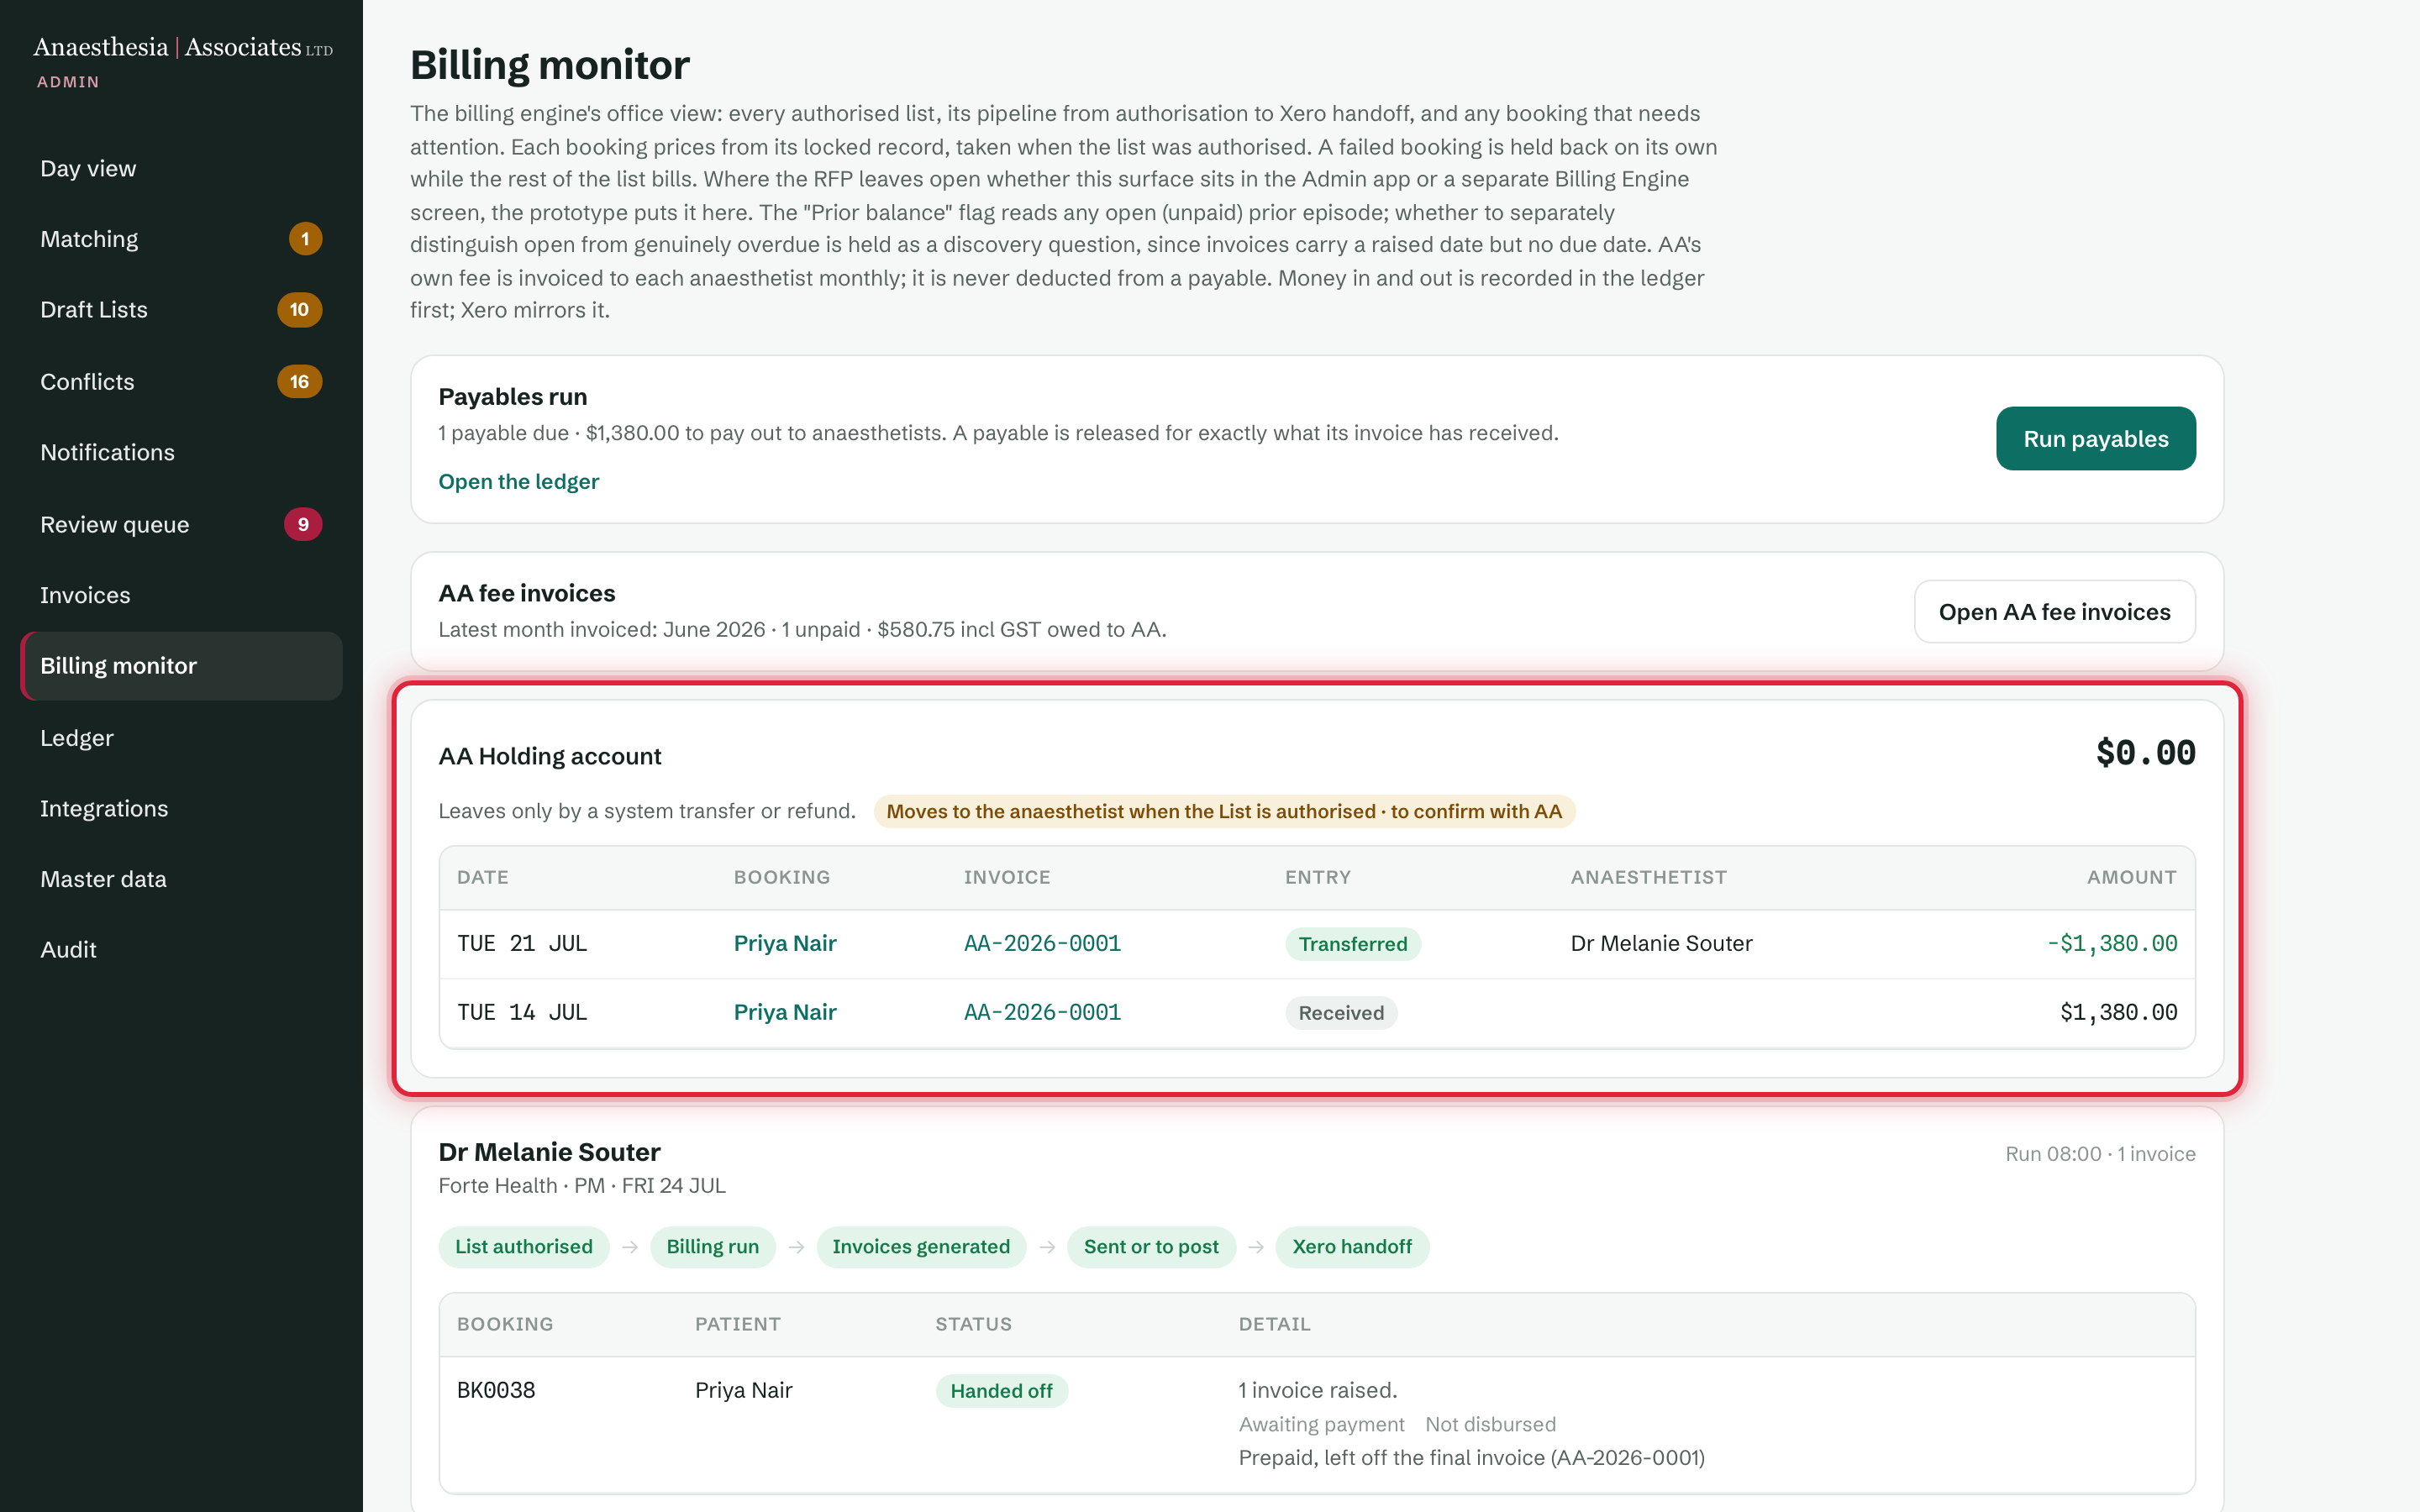 Anaesthesia | Associates LTD
ADMIN
Day view
Matching 1
Draft Lists 10
Conflicts 16
Notifications
Review queue 9
Invoices
Billing monitor
Ledger
Integrations
Master data
Audit
Billing monitor
The billing engine's office view: every authorised list, its pipeline from authorisation to Xero handoff, and any booking that needs
attention. Each booking prices from its locked record, taken when the list was authorised. A failed booking is held back on its own
while the rest of the list bills. Where the RFP leaves open whether this surface sits in the Admin app or a separate Billing Engine
screen, the prototype puts it here. The "Prior balance" flag reads any open (unpaid) prior episode; whether to separately
distinguish open from genuinely overdue is held as a discovery question, since invoices carry a raised date but no due date. AA's
own fee is invoiced to each anaesthetist monthly; it is never deducted from a payable. Money in and out is recorded in the ledger
first; Xero mirrors it.
Payables run
1 payable due · $1,380.00 to pay out to anaesthetists. A payable is released for exactly what its invoice has received.
Open the ledger
Run payables
AA fee invoices
Latest month invoiced: June 2026 · 1 unpaid · $580.75 incl GST owed to AA.
Open AA fee invoices
AA Holding account $0.00
Leaves only by a system transfer or refund. Moves to the anaesthetist when the List is authorised · to confirm with AA
DATE BOOKING INVOICE ENTRY ANAESTHETIST AMOUNT
TUE 21 JUL Priya Nair AA-2026-0001 Transferred Dr Melanie Souter -$1,380.00
TUE 14 JUL Priya Nair AA-2026-0001 Received $1,380.00
Dr Melanie Souter Run 08:00 · 1 invoice
Forte Health · PM · FRI 24 JUL
List authorised → Billing run → Invoices generated → Sent or to post → Xero handoff
BOOKING PATIENT STATUS DETAIL
BK0038 Priya Nair Handed off 1 invoice raised.
Awaiting payment Not disbursed
Prepaid, left off the final invoice (AA-2026-0001)